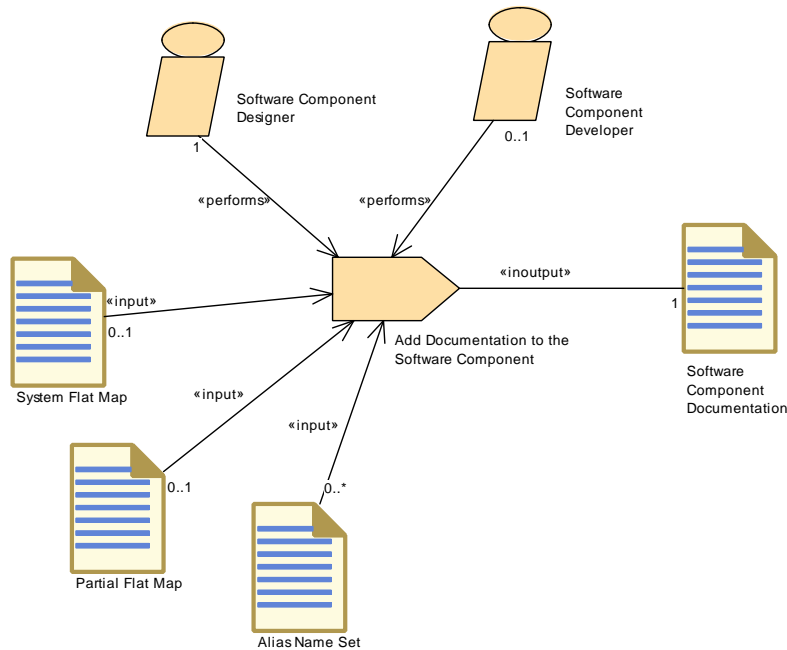 Software Component
Designer
1
Software
Component
Developer
0..1
«performs»
«performs»
«input»
0..1
System Flat Map
«inoutput»
1
Add Documentation to the
Software Component
Software
Component
Documentation
«input»
0..1
Partial Flat Map
«input»
0..*
Alias Name Set